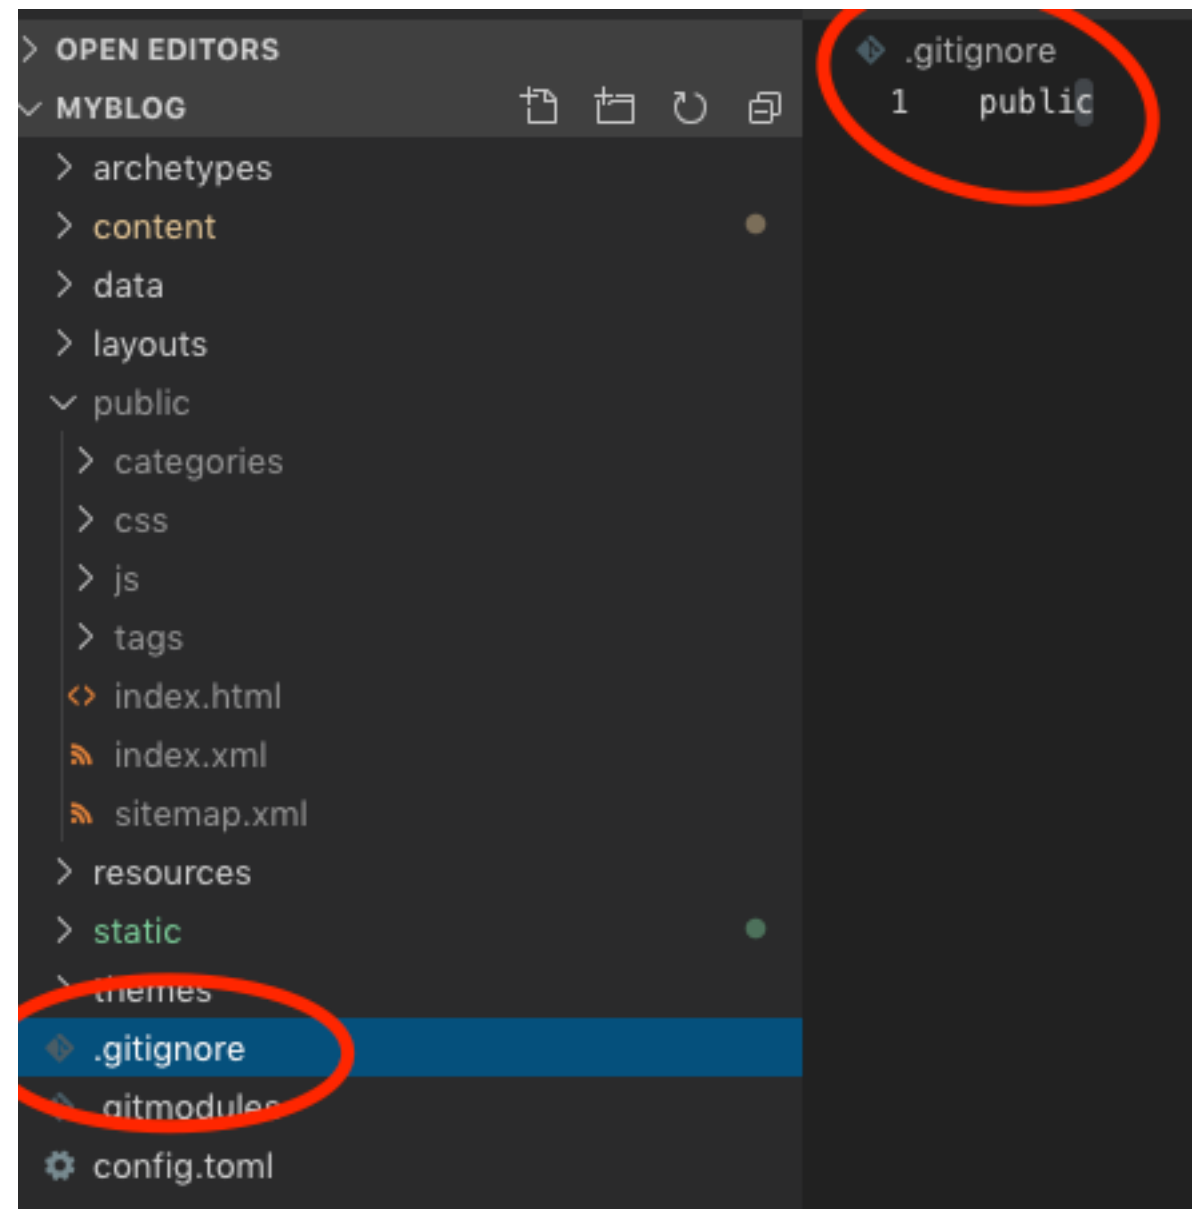 OPEN EDITORS
MYBLOG
archetypes
content
data
layouts
public
categories
css
js
tags
index.html
index.xml
sitemap.xml
resources
static
themes
.gitignore
.gitmodules
config.toml
.gitignore
1 public